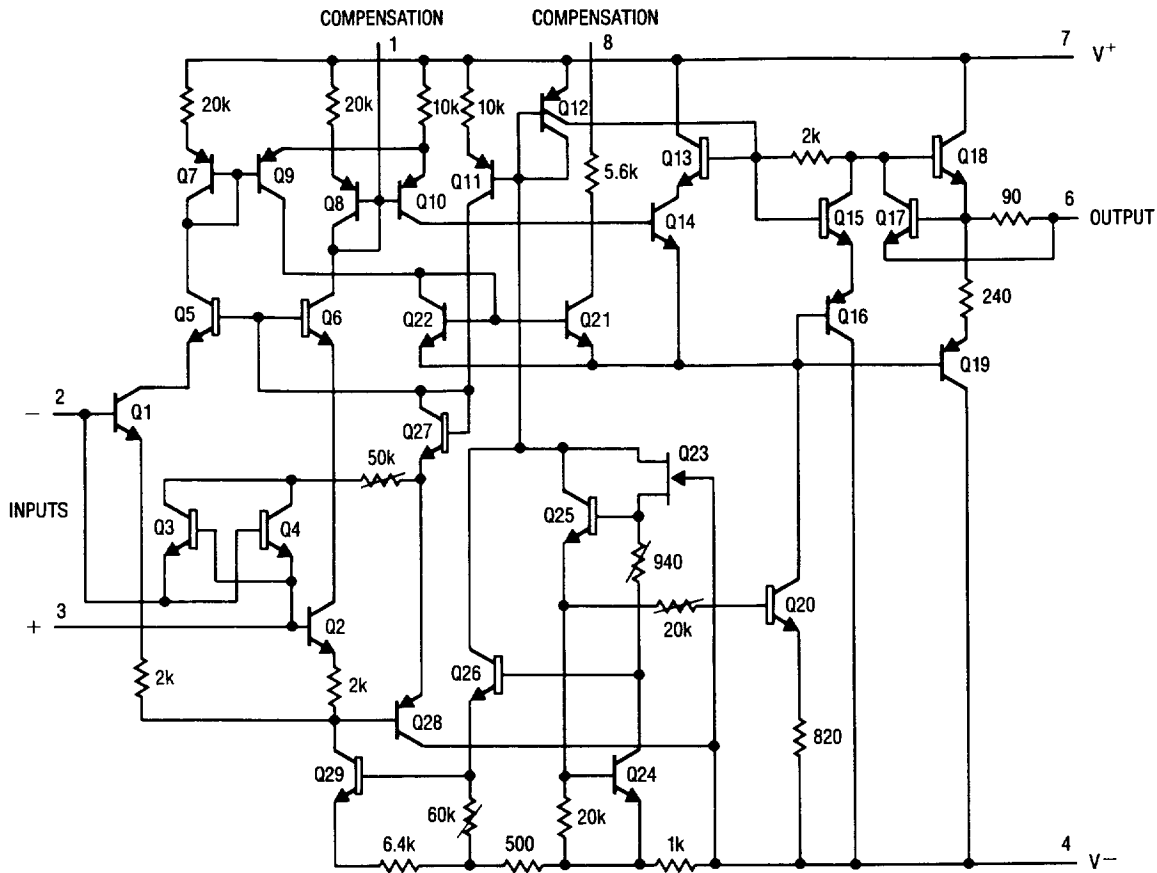 COMPENSATION COMPENSATION
1 8 7 V+
20k 20k 10k 10k Q12
5.6k Q13 2k Q18
Q7 Q9 Q8 Q10 Q11
Q14 Q15 Q17 90 6 OUTPUT
240
Q5 Q6 Q22 Q21 Q16
Q19
2 − Q1
Q27
50k Q23
INPUTS
Q3 Q4 Q25
940
3 + Q2 20k Q20
2k 2k Q26
Q28 820
Q29 Q24
60k 20k
6.4k 500 1k 4 V−